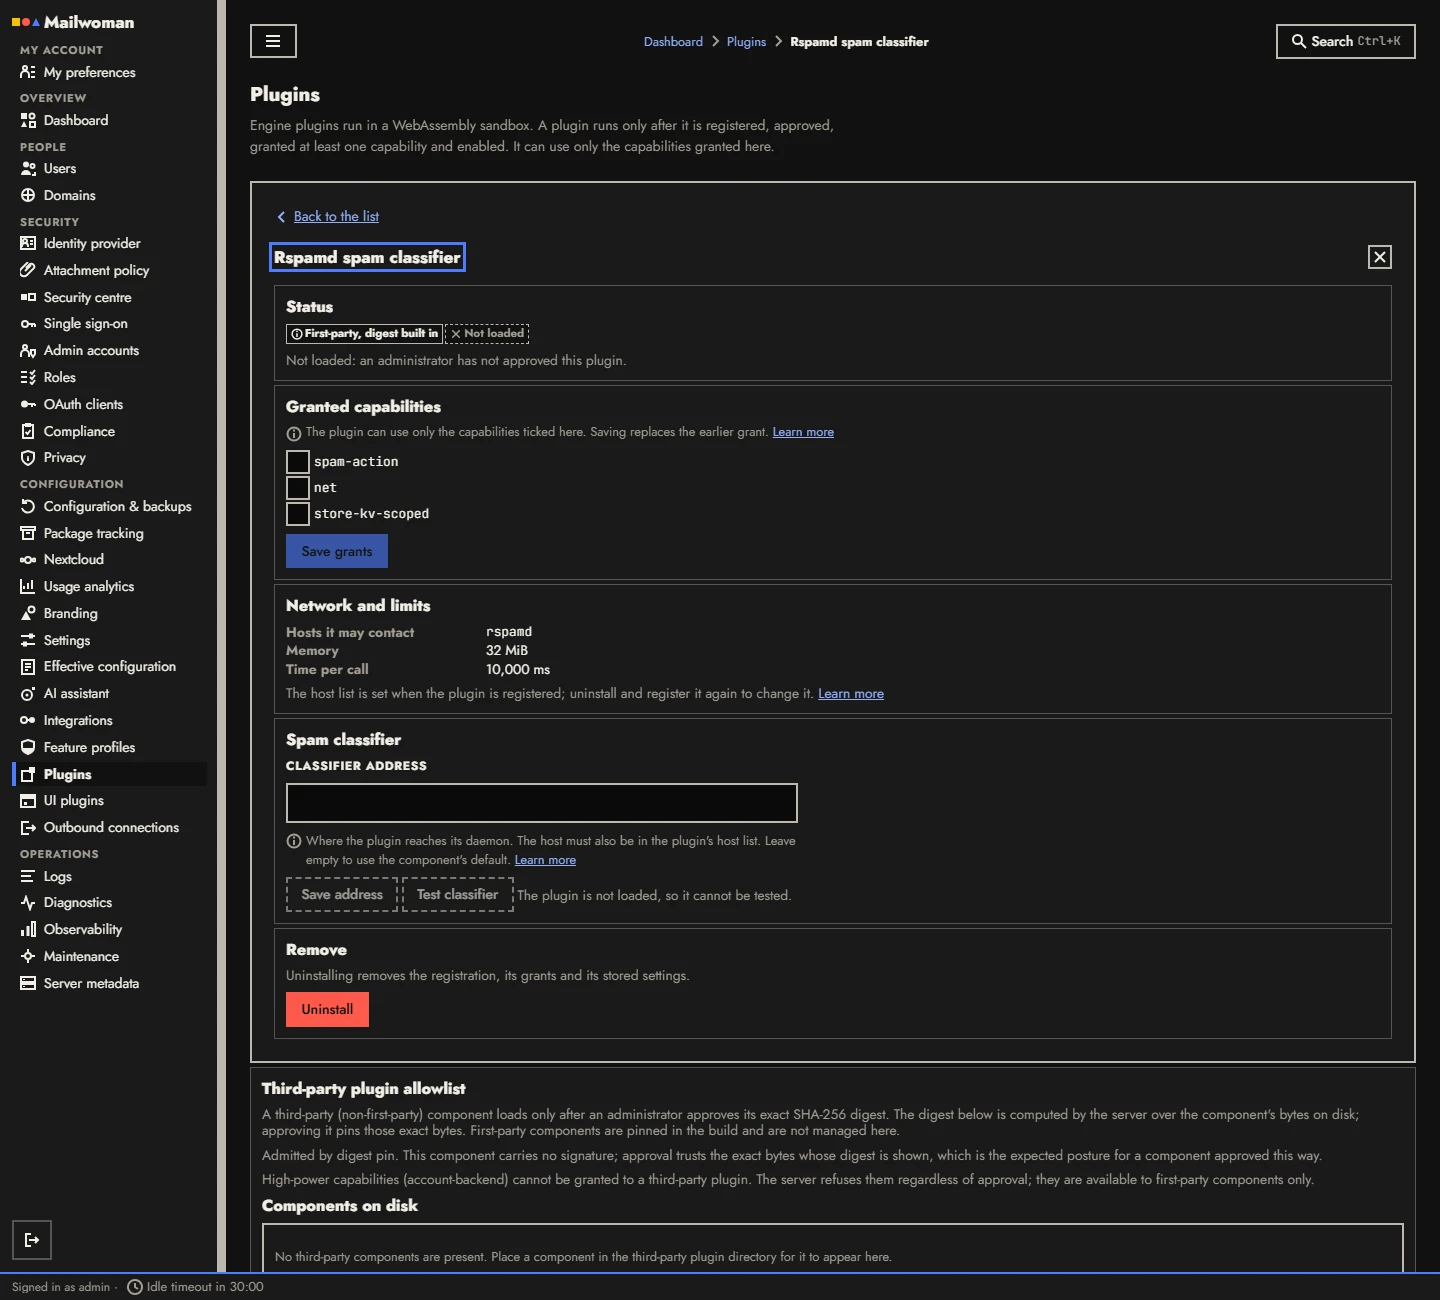 Mailwoman
MY ACCOUNT
My preferences
OVERVIEW
Dashboard
PEOPLE
Users
Domains
SECURITY
Identity provider
Attachment policy
Security centre
Single sign-on
Admin accounts
Roles
OAuth clients
Compliance
Privacy
CONFIGURATION
Configuration & backups
Package tracking
Nextcloud
Usage analytics
Branding
Settings
Effective configuration
AI assistant
Integrations
Feature profiles
Plugins
UI plugins
Outbound connections
OPERATIONS
Logs
Diagnostics
Observability
Maintenance
Server metadata
Dashboard > Plugins > Rspamd spam classifier
Search Ctrl+K
Plugins
Engine plugins run in a WebAssembly sandbox. A plugin runs only after it is registered, approved,
granted at least one capability and enabled. It can use only the capabilities granted here.
Back to the list
Rspamd spam classifier
Status
First-party, digest built in Not loaded
Not loaded: an administrator has not approved this plugin.
Granted capabilities
The plugin can use only the capabilities ticked here. Saving replaces the earlier grant. Learn more
spam-action
net
store-kv-scoped
Save grants
Network and limits
Hosts it may contact rspamd
Memory 32 MiB
Time per call 10,000 ms
The host list is set when the plugin is registered; uninstall and register it again to change it. Learn more
Spam classifier
CLASSIFIER ADDRESS
Where the plugin reaches its daemon. The host must also be in the plugin's host list. Leave
empty to use the component's default. Learn more
Save address Test classifier The plugin is not loaded, so it cannot be tested.
Remove
Uninstalling removes the registration, its grants and its stored settings.
Uninstall
Third-party plugin allowlist
A third-party (non-first-party) component loads only after an administrator approves its exact SHA-256 digest. The digest below is computed by the server over the component's bytes on disk;
approving it pins those exact bytes. First-party components are pinned in the build and are not managed here.
Admitted by digest pin. This component carries no signature; approval trusts the exact bytes whose digest is shown, which is the expected posture for a component approved this way.
High-power capabilities (account-backend) cannot be granted to a third-party plugin. The server refuses them regardless of approval; they are available to first-party components only.
Components on disk
No third-party components are present. Place a component in the third-party plugin directory for it to appear here.
Signed in as admin · Idle timeout in 30:00